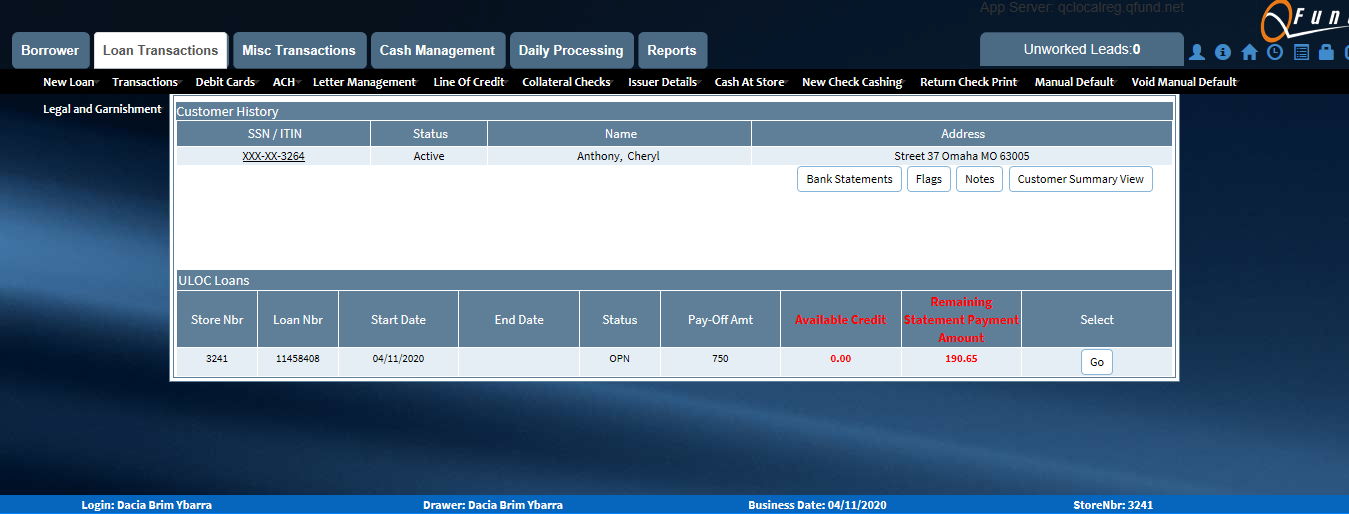 App Server: qclocalreg.qfund.net
QFun
Borrower Loan Transactions Misc Transactions Cash Management Daily Processing Reports Unworked Leads:0
New Loan Transactions Debit Cards ACH Letter Management Line Of Credit Collateral Checks Issuer Details Cash At Store New Check Cashing Return Check Print Manual Default Void Manual Default
Legal and Garnishment
Customer History
SSN / ITIN Status Name Address
XXX-XX-3264 Active Anthony, Cheryl Street 37 Omaha MO 63005
Bank Statements Flags Notes Customer Summary View
ULOC Loans
Store Nbr Loan Nbr Start Date End Date Status Pay-Off Amt Available Credit Remaining Statement Payment Amount Select
3241 11458408 04/11/2020 OPN 750 0.00 190.65 Go
Login: Dacia Brim Ybarra Drawer: Dacia Brim Ybarra Business Date: 04/11/2020 StoreNbr: 3241